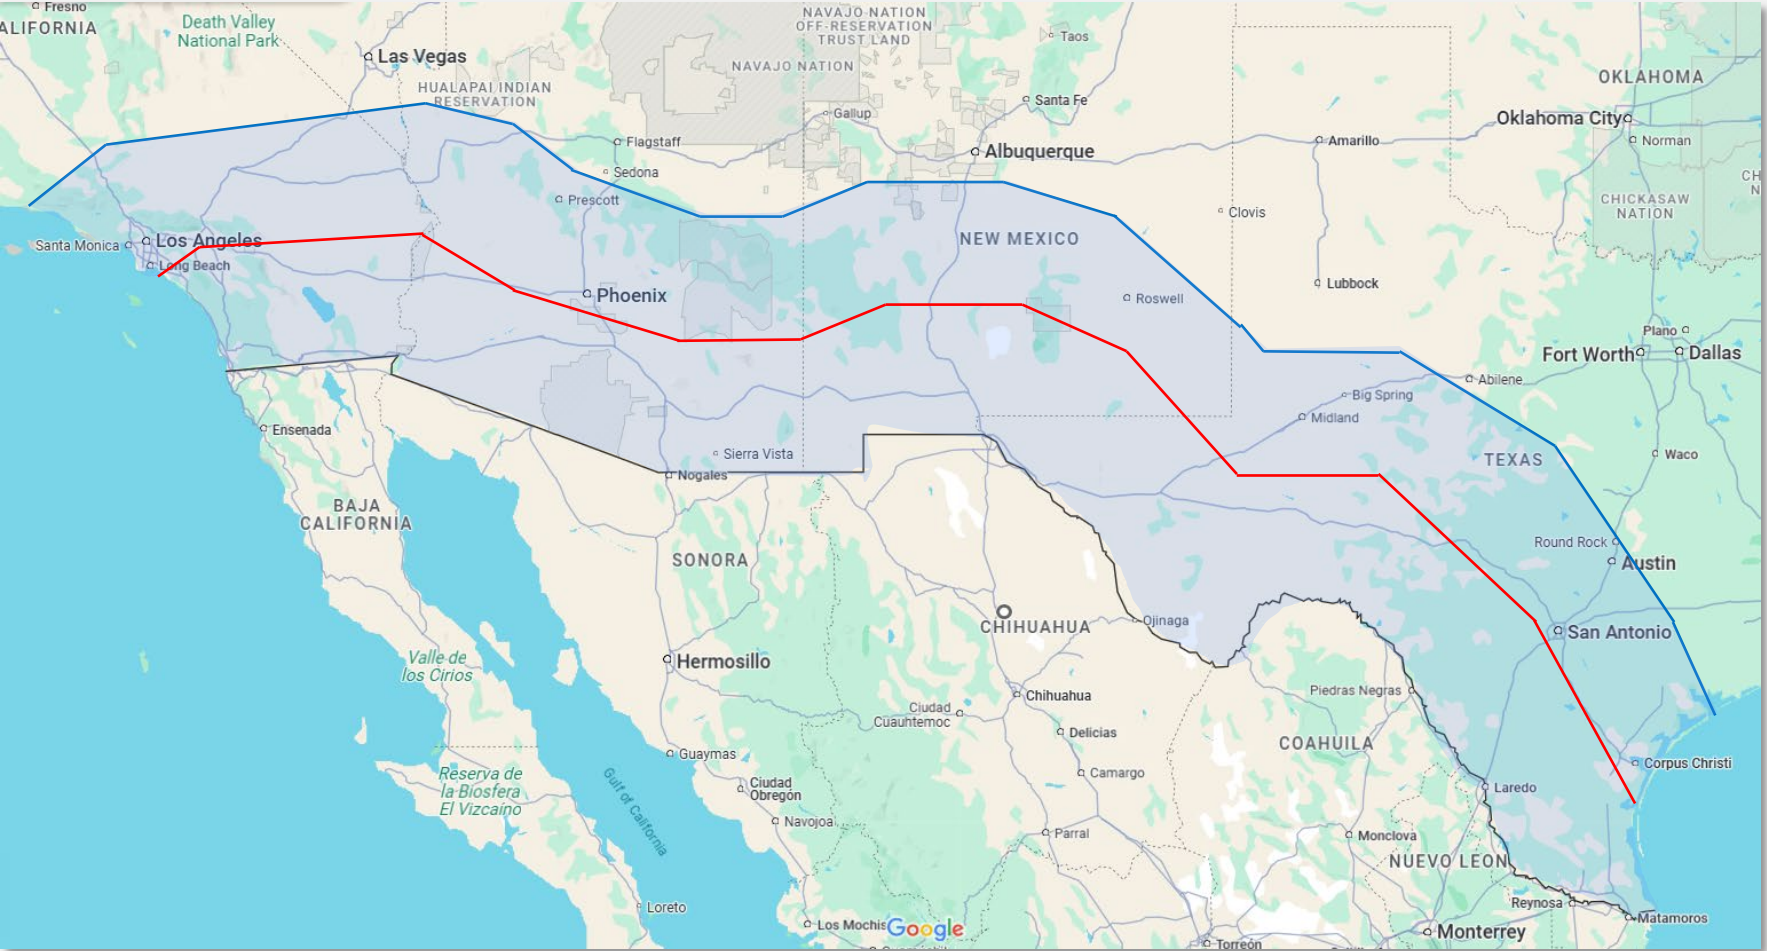 Fresno
ALIFORNIA
Death Valley
National Park
Las Vegas
HUALAPAI INDIAN
RESERVATION
NAVAJO NATION
OFF-RESERVATION
TRUST LAND
NAVAJO NATION
Taos
Santa Fe
Gallup
Flagstaff
Sedona
Prescott
Albuquerque
Amarillo
OKLAHOMA
Oklahoma City
Norman
CH
N
CHICKASAW
NATION
Clovis
Santa Monica
Los Angeles
Long Beach
NEW MEXICO
Phoenix
Roswell
Lubbock
Plano
Fort Worth
Dallas
Abilene
Big Spring
Midland
Ensenada
Sierra Vista
Nogales
TEXAS
Waco
BAJA
CALIFORNIA
SONORA
Round Rock
Austin
CHIHUAHUA
Ojinaga
San Antonio
Valle de
los Cirios
Hermosillo
Chihuahua
Piedras Negras
Ciudad
Cuauhtemoc
Delicias
COAHUILA
Guaymas
Corpus Christi
Camargo
Reserva de
la Biosfera
El Vizcaíno
Gulf of California
Ciudad
Obregón
Laredo
Navojoa
Parral
Monclova
NUEVO LEON
Loreto
Los Mochis
Google
Reynosa
Matamoros
Monterrey
Torreón